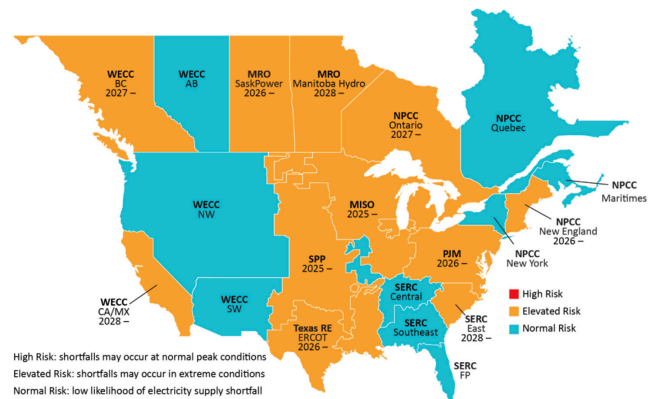 WECC
BC
2027 –
WECC
AB
MRO
SaskPower
2026 –
MRO
Manitoba Hydro
2028 –
NPCC
Ontario
2027 –
NPCC
Quebec
NPCC
Maritimes
NPCC
New England
2026 –
NPCC
New York
WECC
NW
MISO
2025 –
SPP
2025 –
PJM
2026 –
SERC
Central
SERC
Southeast
SERC
East
2028 –
SERC
FP
WECC
CA/MX
2028 –
WECC
SW
Texas RE
ERCOT
2026 –
High Risk
Elevated Risk
Normal Risk
High Risk: shortfalls may occur at normal peak conditions
Elevated Risk: shortfalls may occur in extreme conditions
Normal Risk: low likelihood of electricity supply shortfall